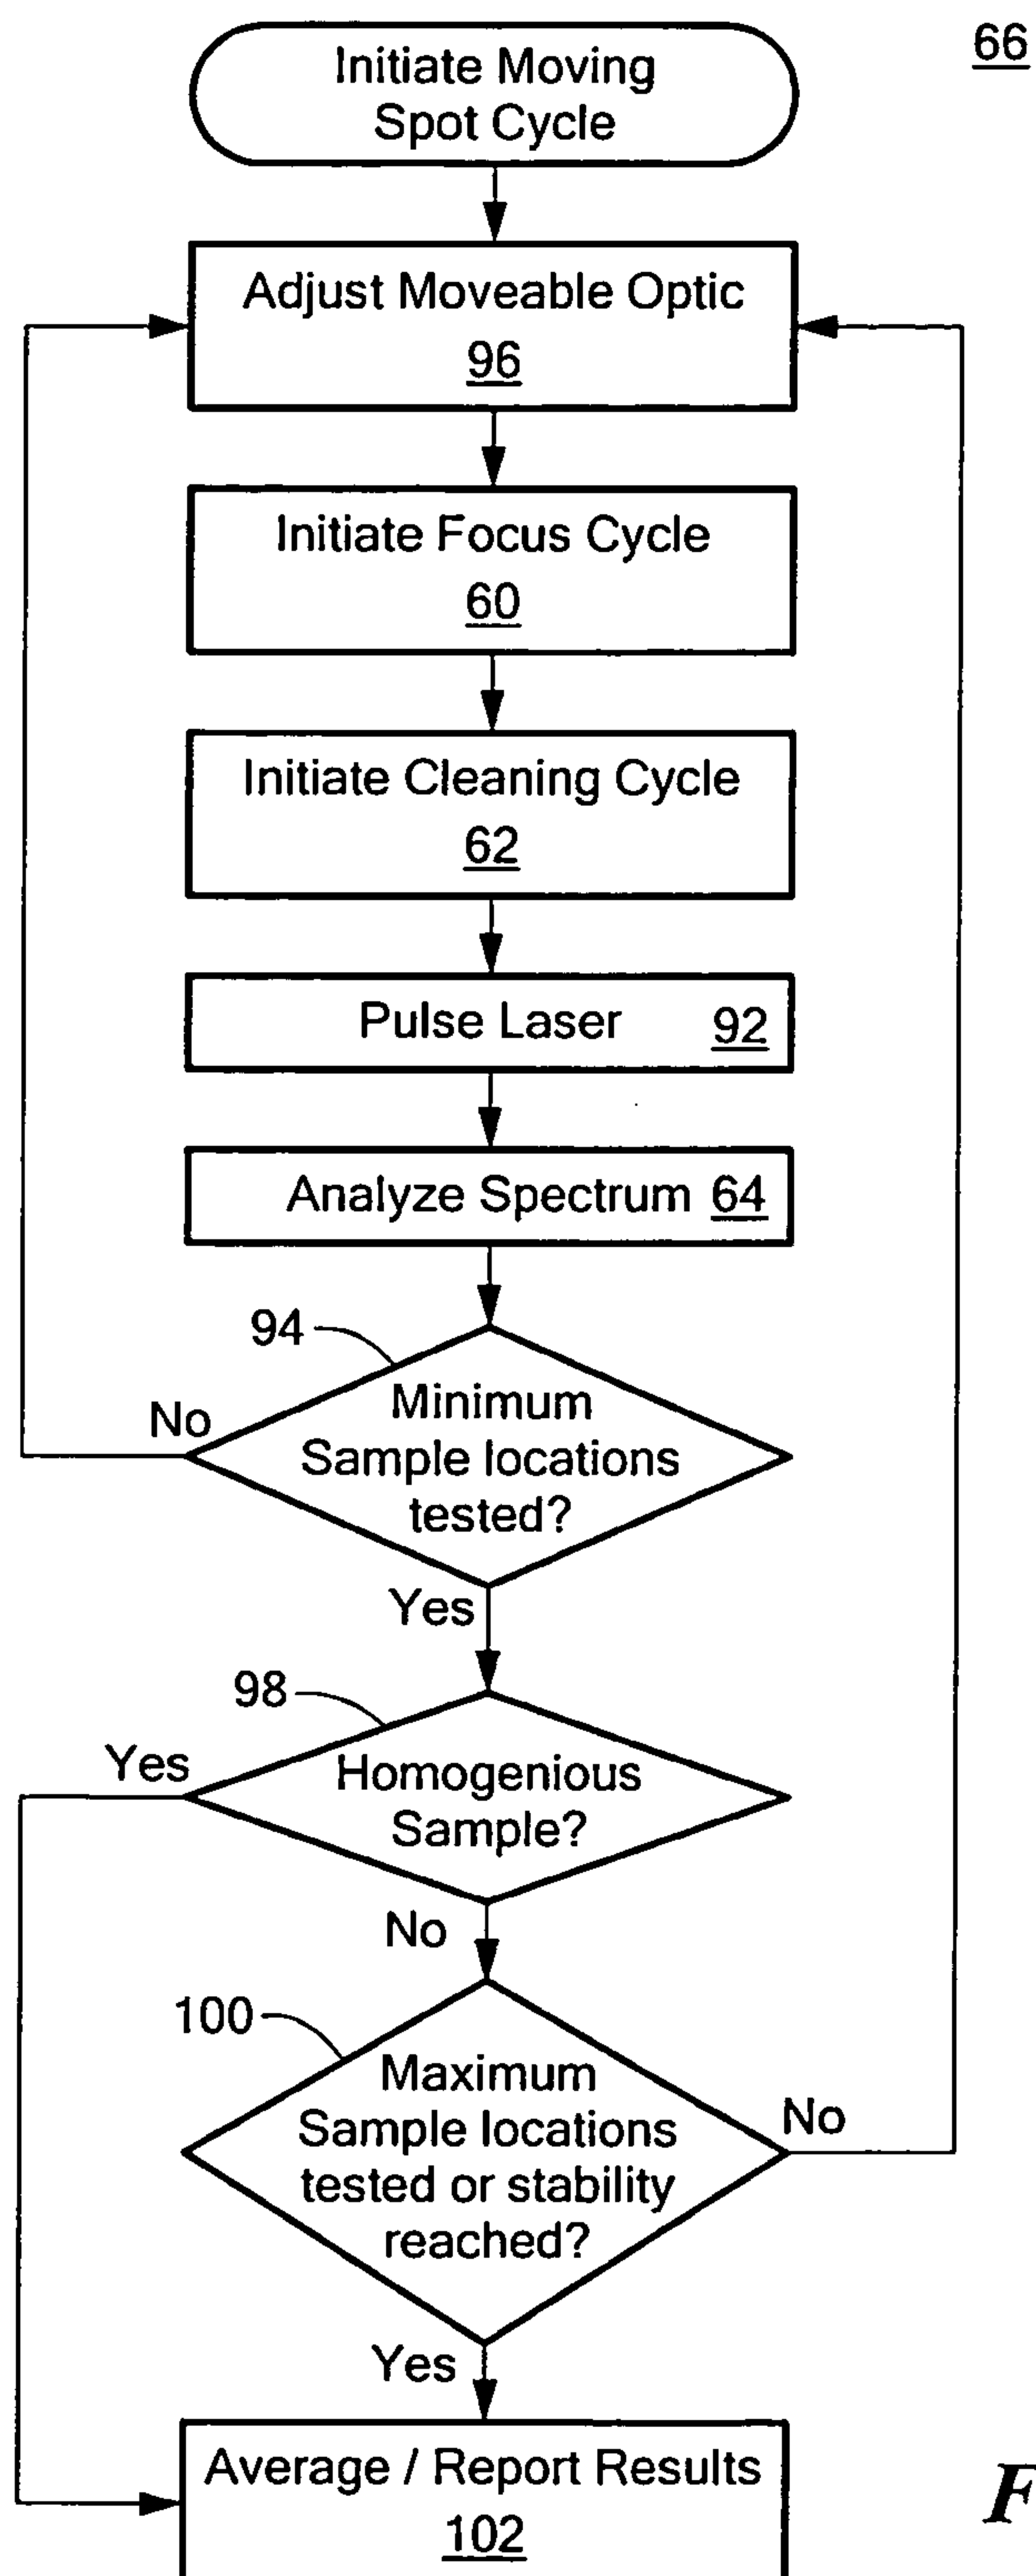 66
Initiate Moving
Spot Cycle
Adjust Moveable Optic
96
Initiate Focus Cycle
60
Initiate Cleaning Cycle
62
Pulse Laser 92
Analyze Spectrum 64
94
No
Minimum
Sample locations
tested?
Yes
98
Yes
Homogenious
Sample?
No
100
Maximum
Sample locations
tested or stability
reached?
No
Yes
Average / Report Results
102
F